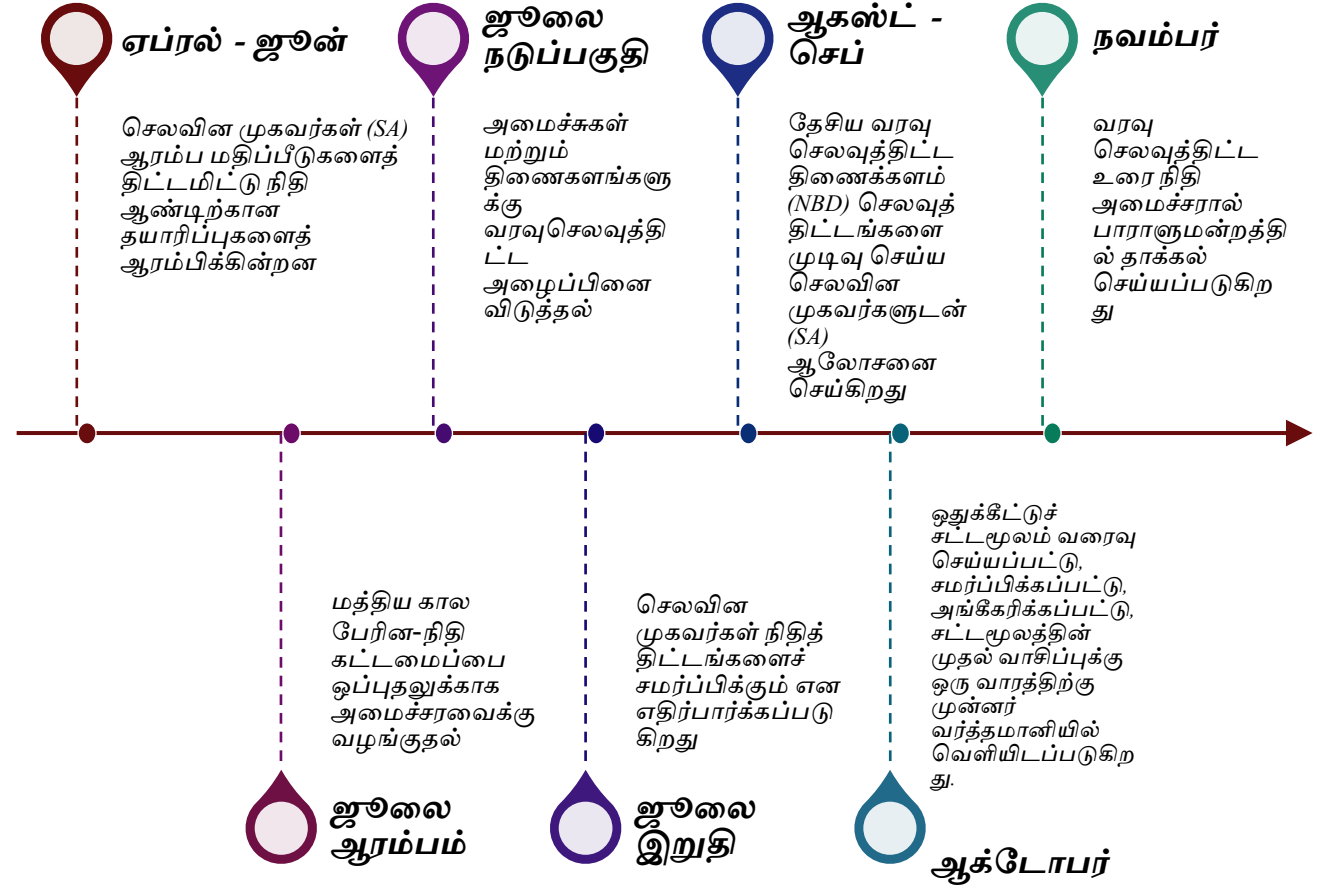 ஏப்ரல் - ஜூன்
செலவின முகவர்கள் (SA)
ஆரம்ப மதிப்பீடுகளைத்
திட்டமிட்டு நிதி
ஆண்டிற்கான
தயாரிப்புகளைத்
ஆரம்பிக்கின்றன
ஜூலை
நடுப்பகுதி
அமைச்சுகள்
மற்றும்
திணைகளங்களு
க்கு
வரவுசெலவுத்தி
ட்ட
அழைப்பினை
விடுத்தல்
ஆகஸ்ட் -
செப்
தேசிய வரவு
செலவுத்திட்ட
திணைக்களம்
(NBD) செலவுத்
திட்டங்களை
முடிவு செய்ய
செலவின
முகவர்களுடன்
(SA)
ஆலோசனை
செய்கிறது
நவம்பர்
வரவு
செலவுத்திட்ட
உரை நிதி
அமைச்சரால்
பாராளுமன்றத்தி
ல் தாக்கல்
செய்யப்படுகிற
து
மத்திய கால
பேரின-நிதி
கட்டமைப்பை
ஒப்புதலுக்காக
அமைச்சரவைக்கு
வழங்குதல்
ஜூலை
ஆரம்பம்
செலவின
முகவர்கள் நிதித்
திட்டங்களைச்
சமர்ப்பிக்கும் என
எதிர்பார்க்கப்படு
கிறது
ஜூலை
இறுதி
ஒதுக்கீட்டுச்
சட்டமூலம் வரைவு
செய்யப்பட்டு,
சமர்ப்பிக்கப்பட்டு,
அங்கீகரிக்கப்பட்டு,
சட்டமூலத்தின்
முதல் வாசிப்புக்கு
ஒரு வாரத்திற்கு
முன்னர்
வர்த்தமானியில்
வெளியிடப்படுகிற
து.
ஆக்டோபர்